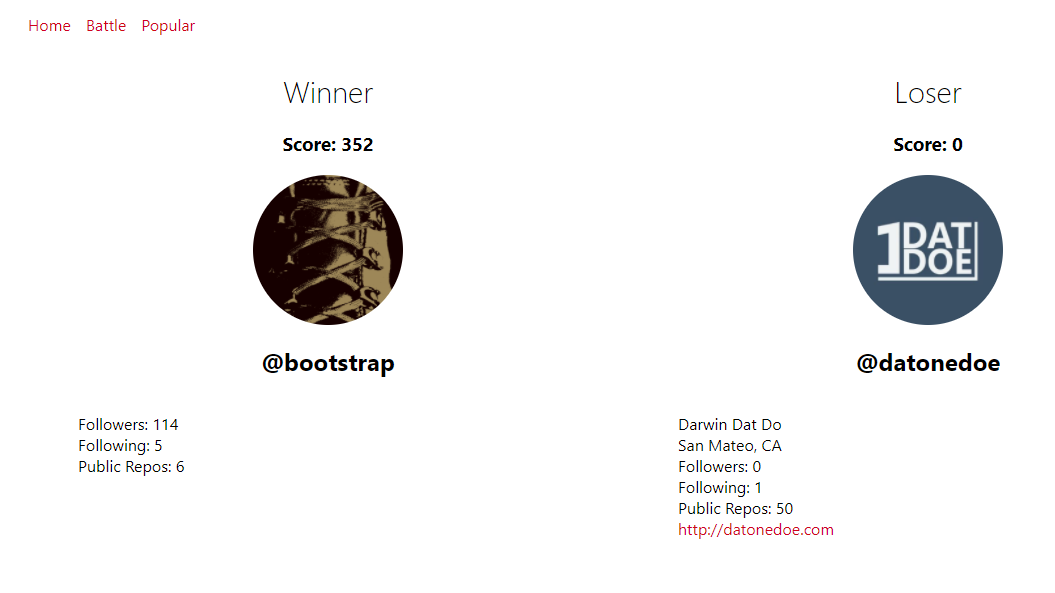 Home Battle Popular
Winner
Score: 352
@bootstrap
Followers: 114
Following: 5
Public Repos: 6
Loser
Score: 0
1DAT
DOE
@datonedoe
Darwin Dat Do
San Mateo, CA
Followers: 0
Following: 1
Public Repos: 50
http://datonedoe.com